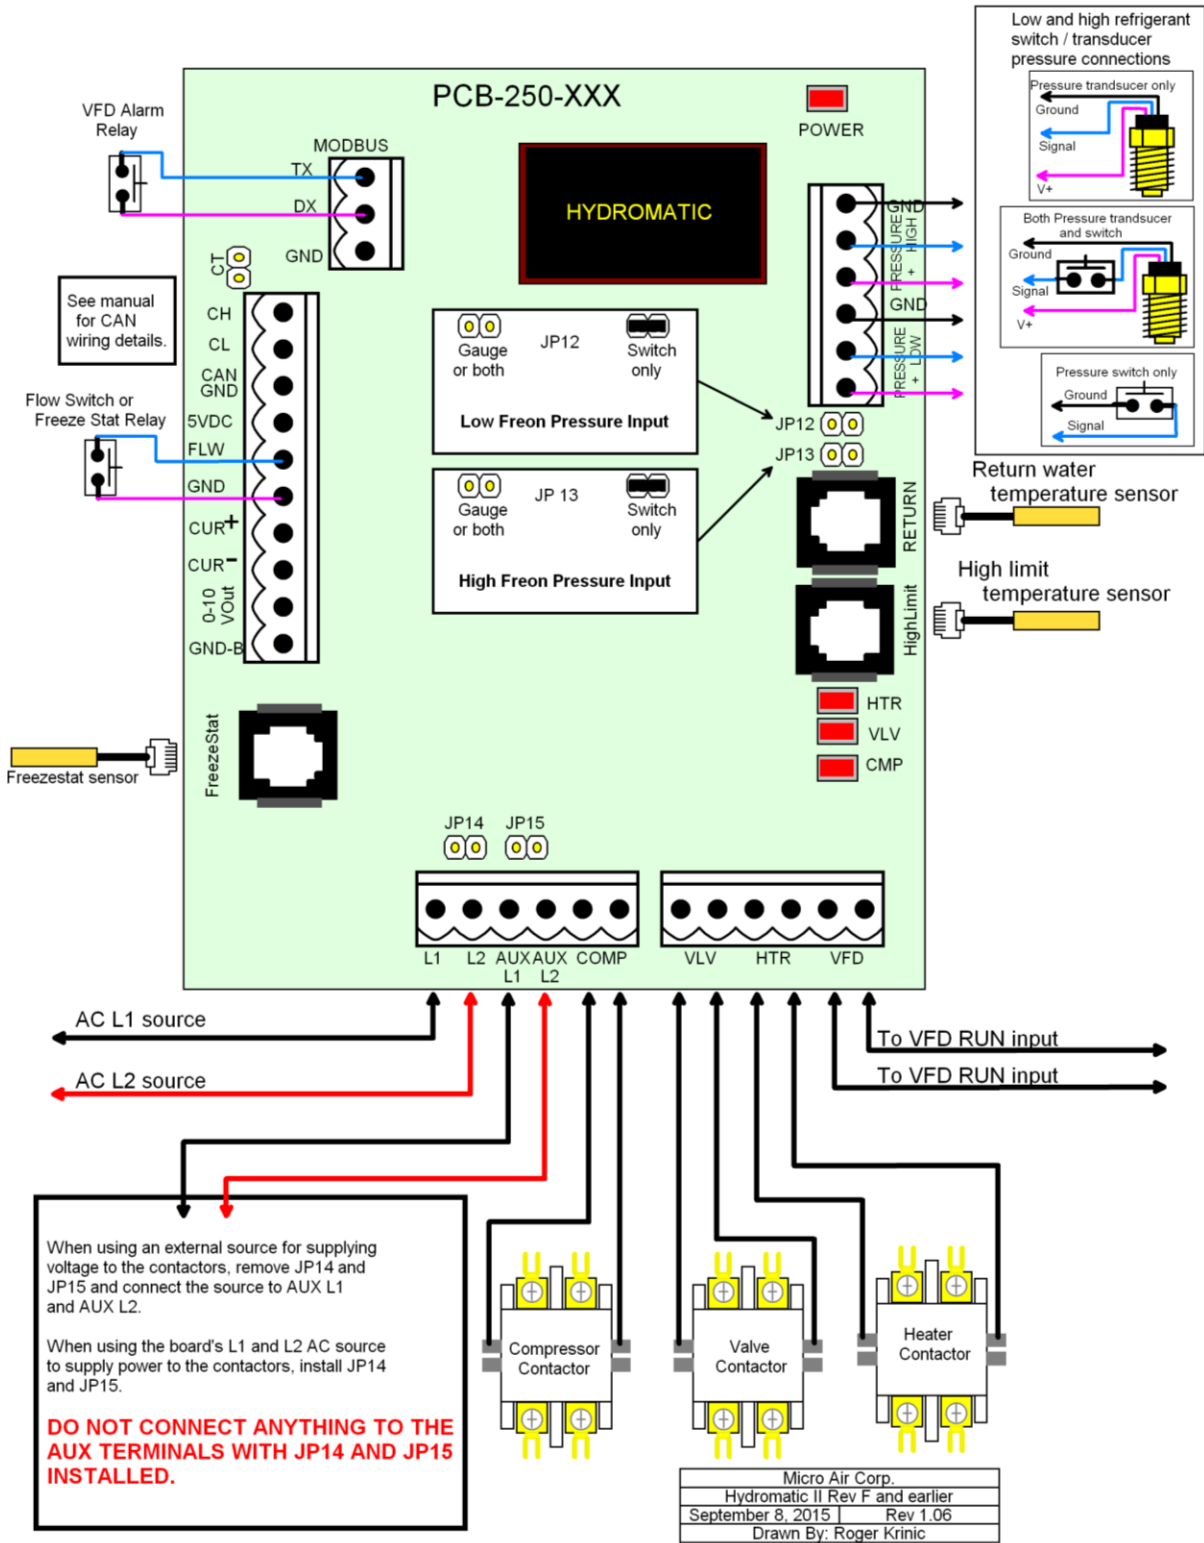 Low and high refrigerant
switch / transducer
pressure connections
Pressure trandsucer only
Ground
Signal
V+
Both Pressure trandsucer
and switch
Ground
Signal
V+
Pressure switch only
Ground
Signal
PCB-250-XXX
POWER
VFD Alarm
Relay
MODBUS
TX
DX
GND
HYDROMATIC
GND
PRESSURE
+ HIGH
GND
PRESSURE
+ LOW
CT
See manual
for CAN
wiring details.
CH
CL
CAN
GND
5VDC
FLW
GND
CUR+
CUR-
0-10
VOut
GND-B
Flow Switch or
Freeze Stat Relay
Gauge
or both
JP12
Switch
only
Low Freon Pressure Input
JP12
JP13
Gauge
or both
JP 13
Switch
only
High Freon Pressure Input
RETURN
Return water
temperature sensor
HighLimit
High limit
temperature sensor
HTR
VLV
CMP
FreezeStat
Freezestat sensor
JP14
JP15
L1
L2
AUX
L1
AUX
L2
COMP
VLV
HTR
VFD
AC L1 source
AC L2 source
To VFD RUN input
To VFD RUN input
When using an external source for supplying
voltage to the contactors, remove JP14 and
JP15 and connect the source to AUX L1
and AUX L2.
When using the board's L1 and L2 AC source
to supply power to the contactors, install JP14
and JP15.
DO NOT CONNECT ANYTHING TO THE
AUX TERMINALS WITH JP14 AND JP15
INSTALLED.
Compressor
Contactor
Valve
Contactor
Heater
Contactor
Micro Air Corp.
Hydromatic II Rev F and earlier
September 8, 2015 Rev 1.06
Drawn By: Roger Krinic